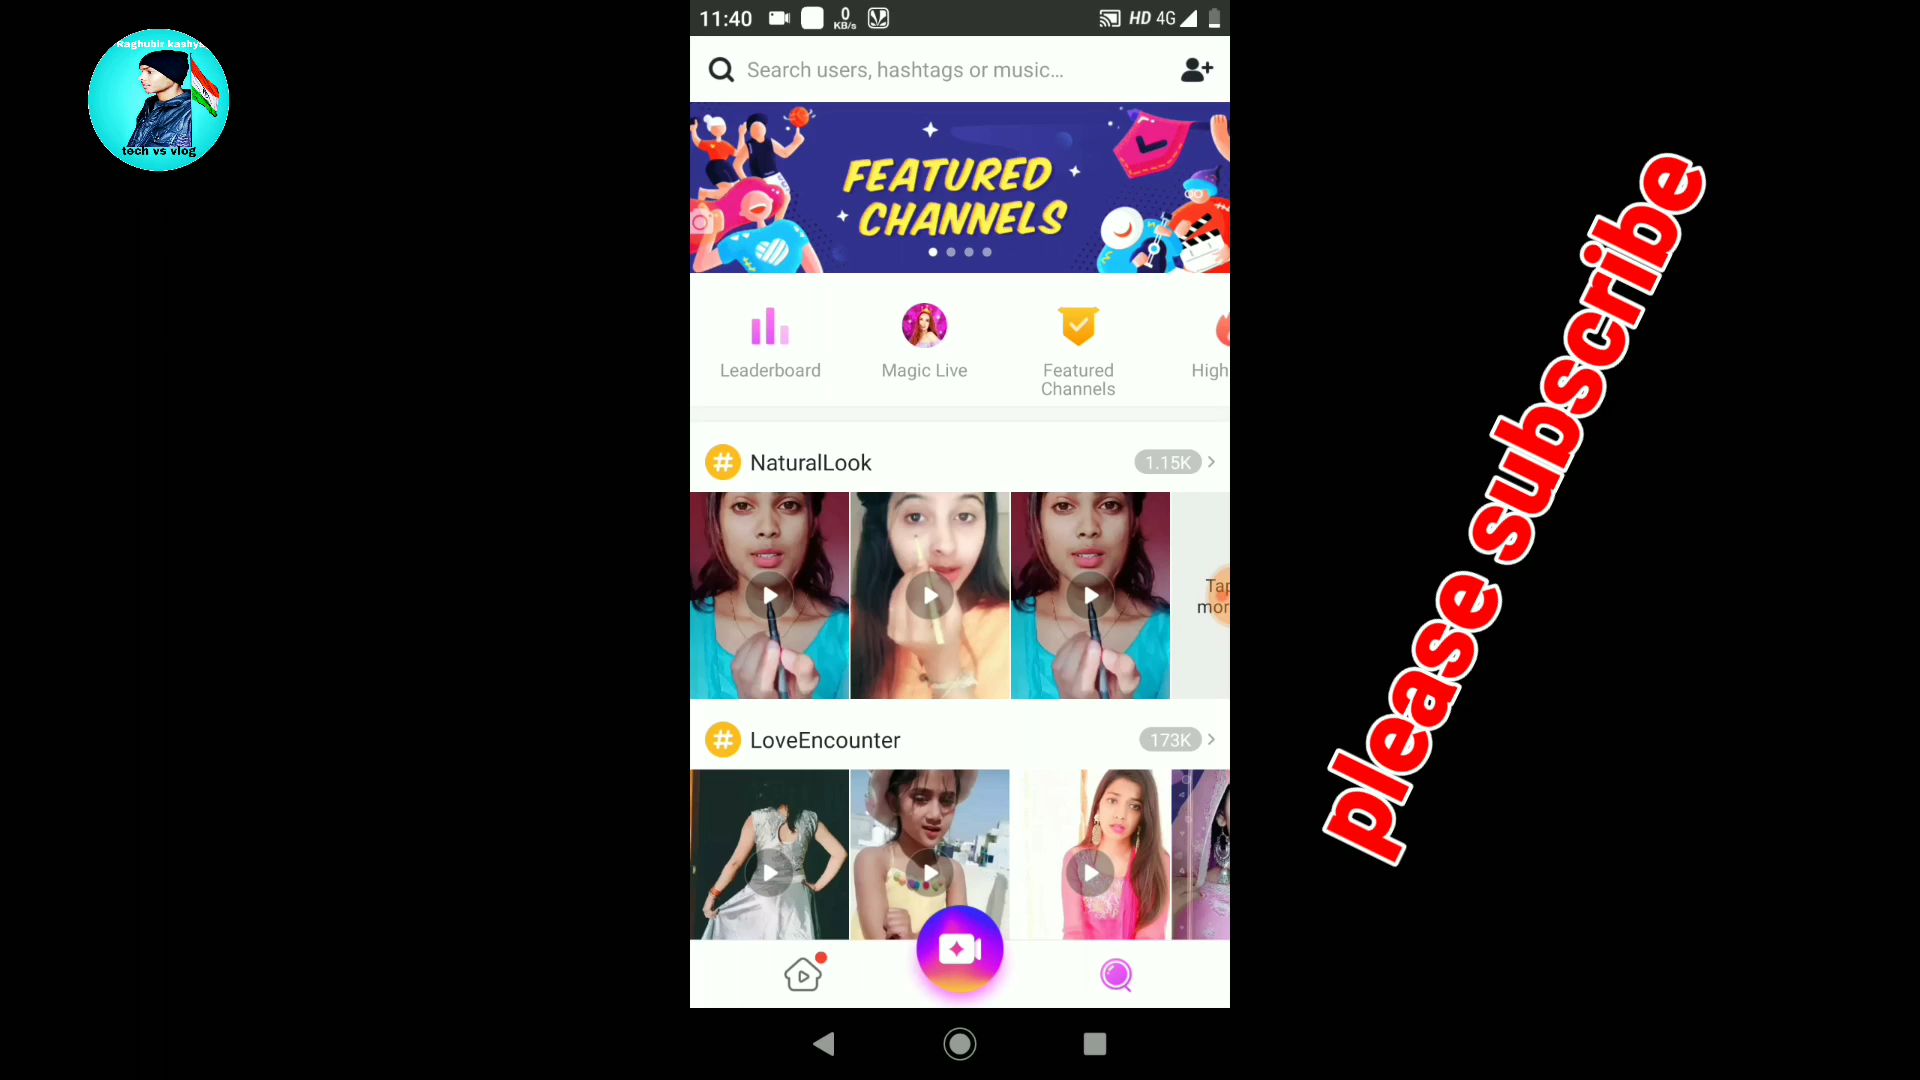 Raghubir kashya
tech vs vlog
11:40
0
KB/s
HD 4G
Search users, hashtags or music...
FEATURED
CHANNELS
Leaderboard
Magic Live
Featured
Channels
High
# NaturalLook
1.15K
Tap
mor
# LoveEncounter
173K
please subscribe